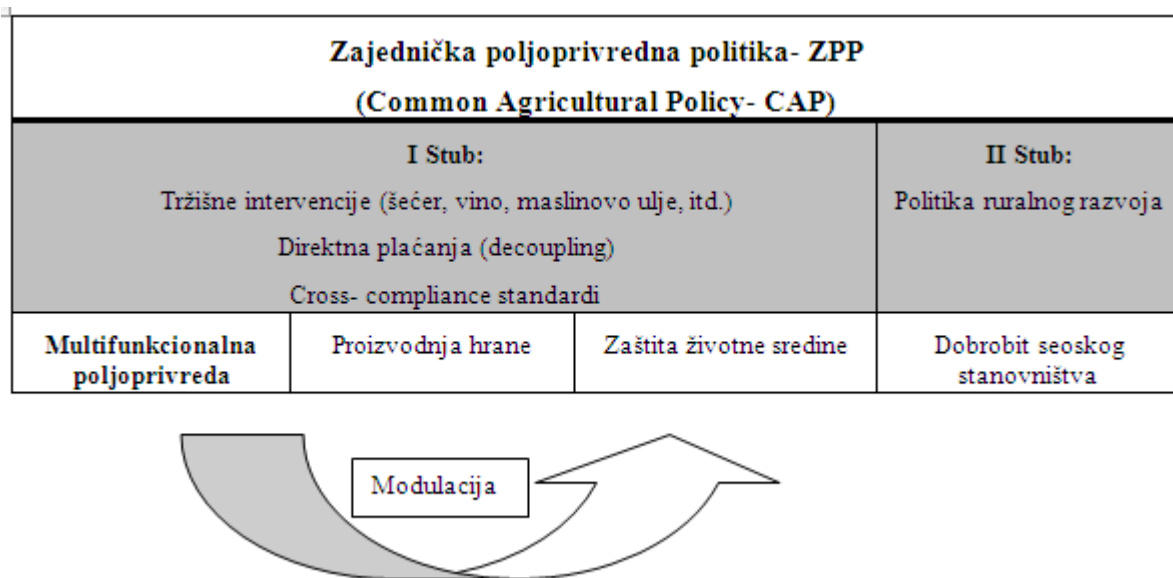 Zajednička poljoprivredna politika- ZPP
(Common Agricultural Policy- CAP)
I Stub:
Tržišne intervencije (šećer, vino, maslinovo ulje, itd.)
Direktna plaćanja (decoupling)
Cross- compliance standardi
II Stub:
Politika ruralnog razvoja
Multifunkcionalna
poljoprivreda
Proizvodnja hrane
Zaštita životne sredine
Dobrobit seoskog
stanovništva
Modulacija